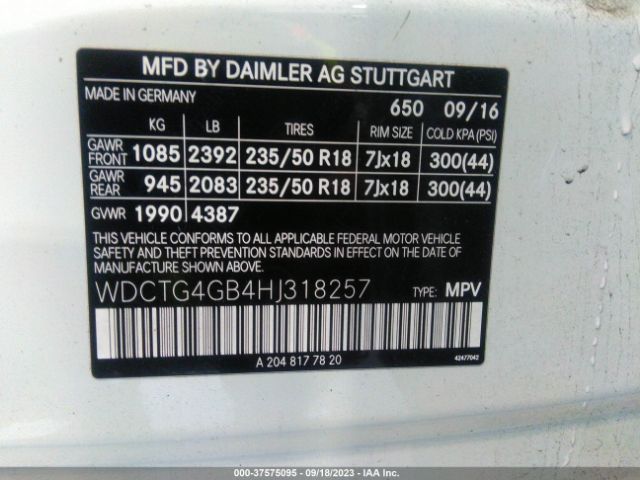 MFD BY DAIMLER AG STUTTGART
MADE IN GERMANY 650 09/16
KG LB TIRES RIM SIZE COLD KPA (PSI)
GAWR FRONT 1085 2392 235/50 R18 7Jx18 300(44)
GAWR REAR 945 2083 235/50 R18 7Jx18 300(44)
GVWR 1990 4387
THIS VEHICLE CONFORMS TO ALL APPLICABLE FEDERAL MOTOR VEHICLE
SAFETY AND THEFT PREVENTION STANDARDS IN EFFECT ON THE DATE OF
MANUFACTURE SHOWN ABOVE.
WDCTG4GB4HJ318257 TYPE: MPV
A 204 817 78 20 42477042
000-37575095 - 09/18/2023 - IAA Inc.